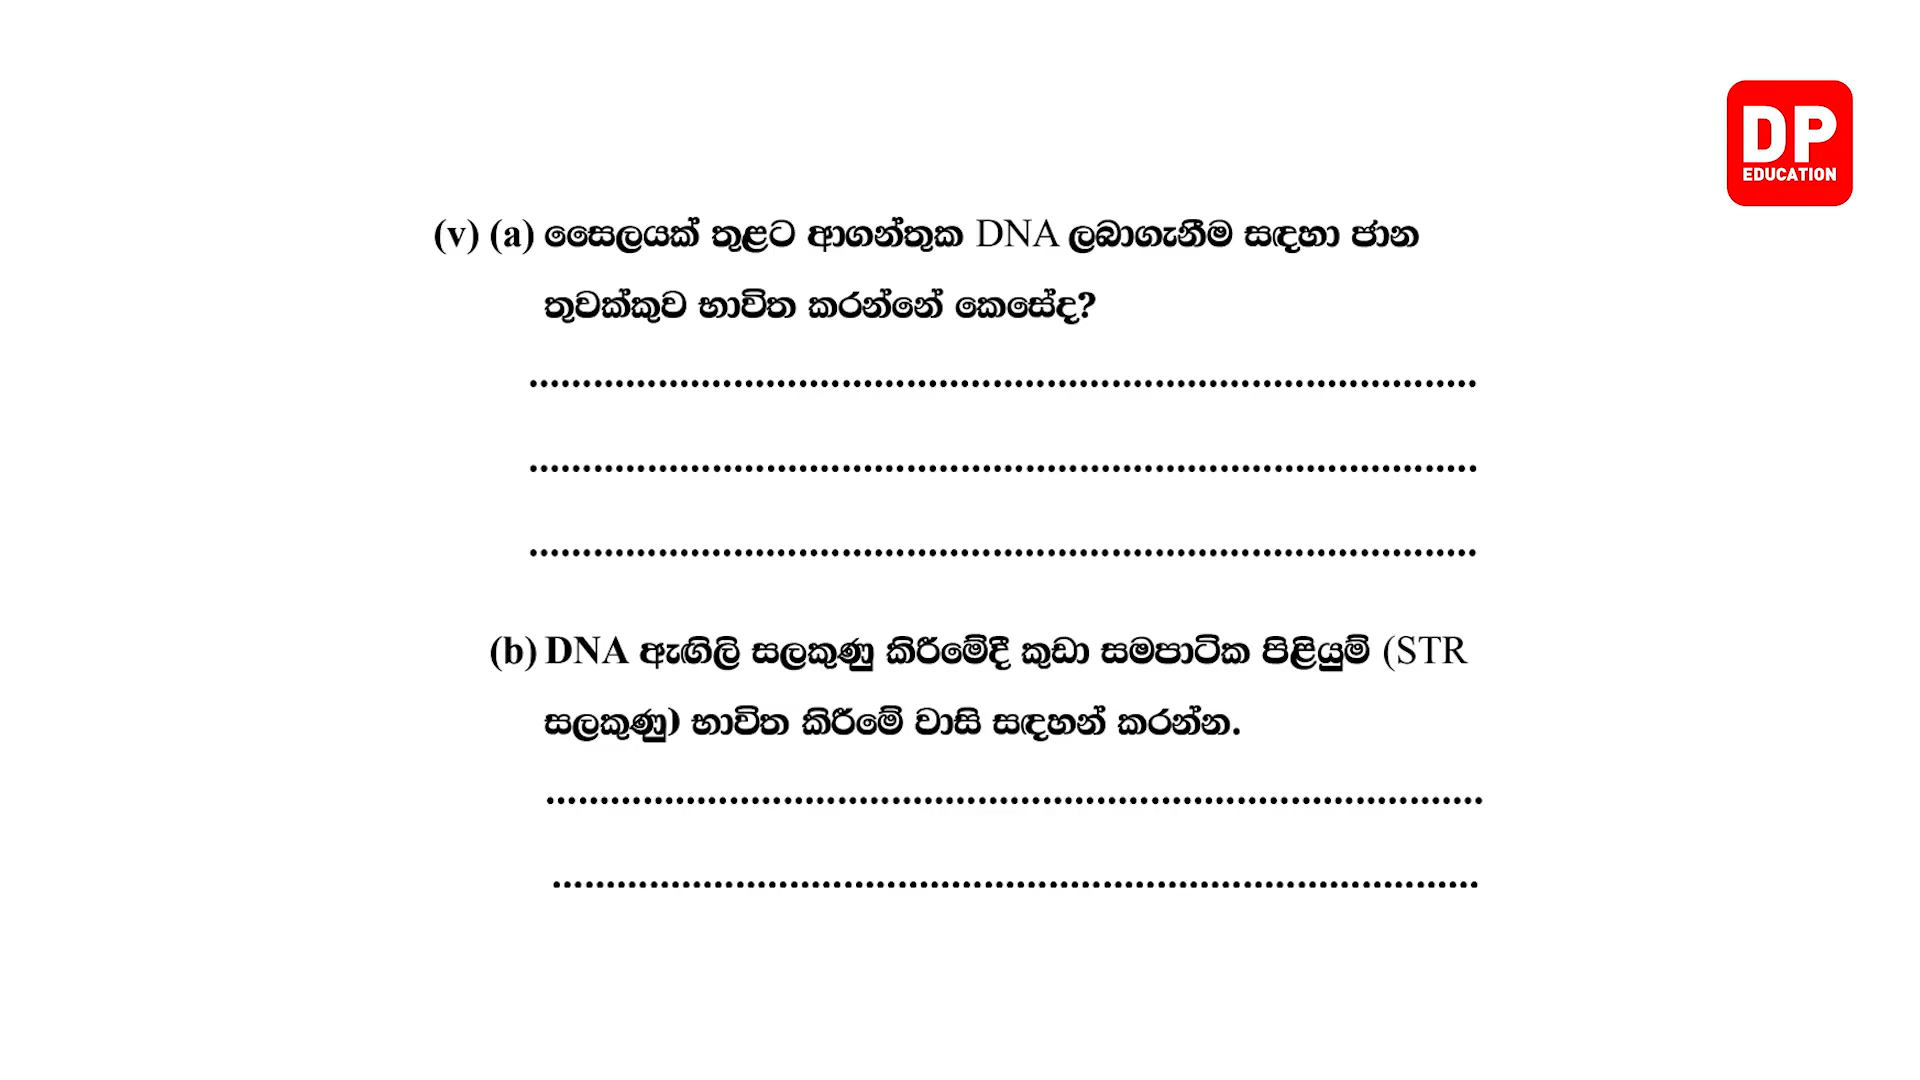 DP
EDUCATION
(v) (a) සෛලයක් තුළට ආගන්තුක DNA ලබාගැනීම සඳහා ජාන
තුවක්කුව භාවිත කරන්නේ කෙසේද?
.......................................................................................
.......................................................................................
.......................................................................................
(b) DNA ඇඟිලි සලකුණු කිරීමේදී කුඩා සමපාටික පිළියුම් (STR
සලකුණු) භාවිත කිරීමේ වාසි සඳහන් කරන්න.
......................................................................................
.....................................................................................